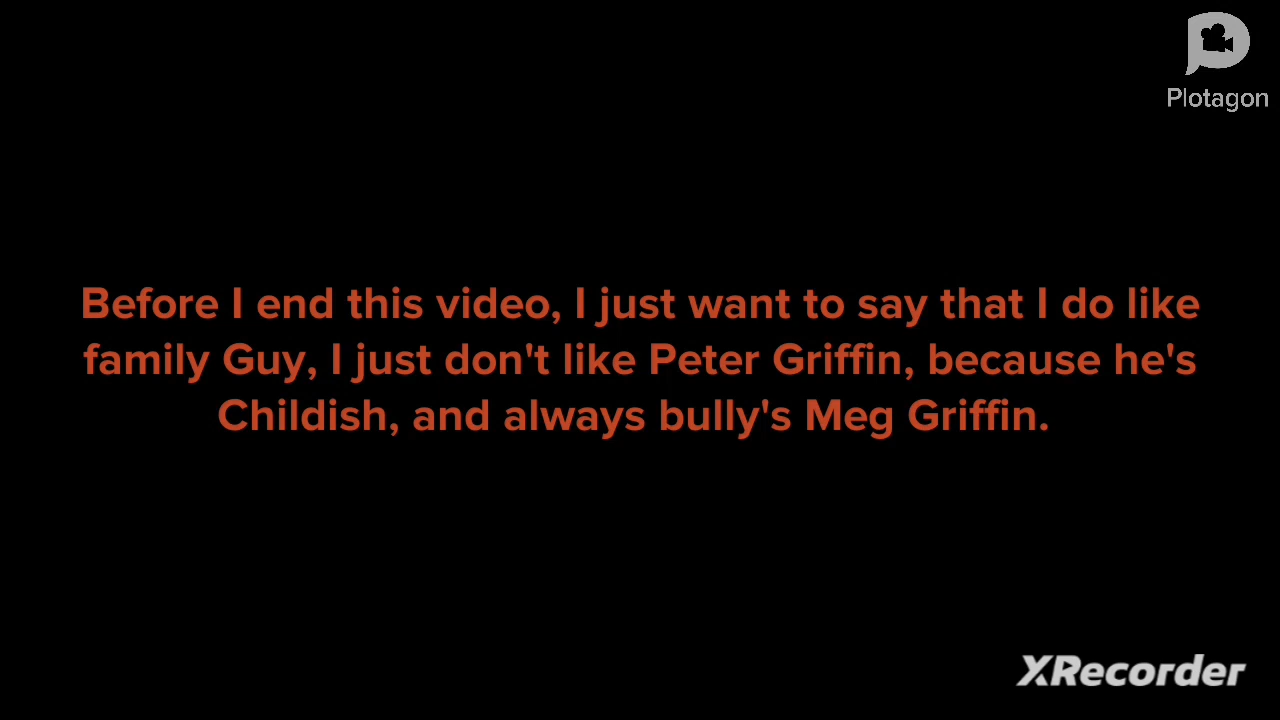 Plotagon
Before I end this video, I just want to say that I do like
family Guy, I just don't like Peter Griffin, because he's
Childish, and always bully's Meg Griffin.
XRecorder